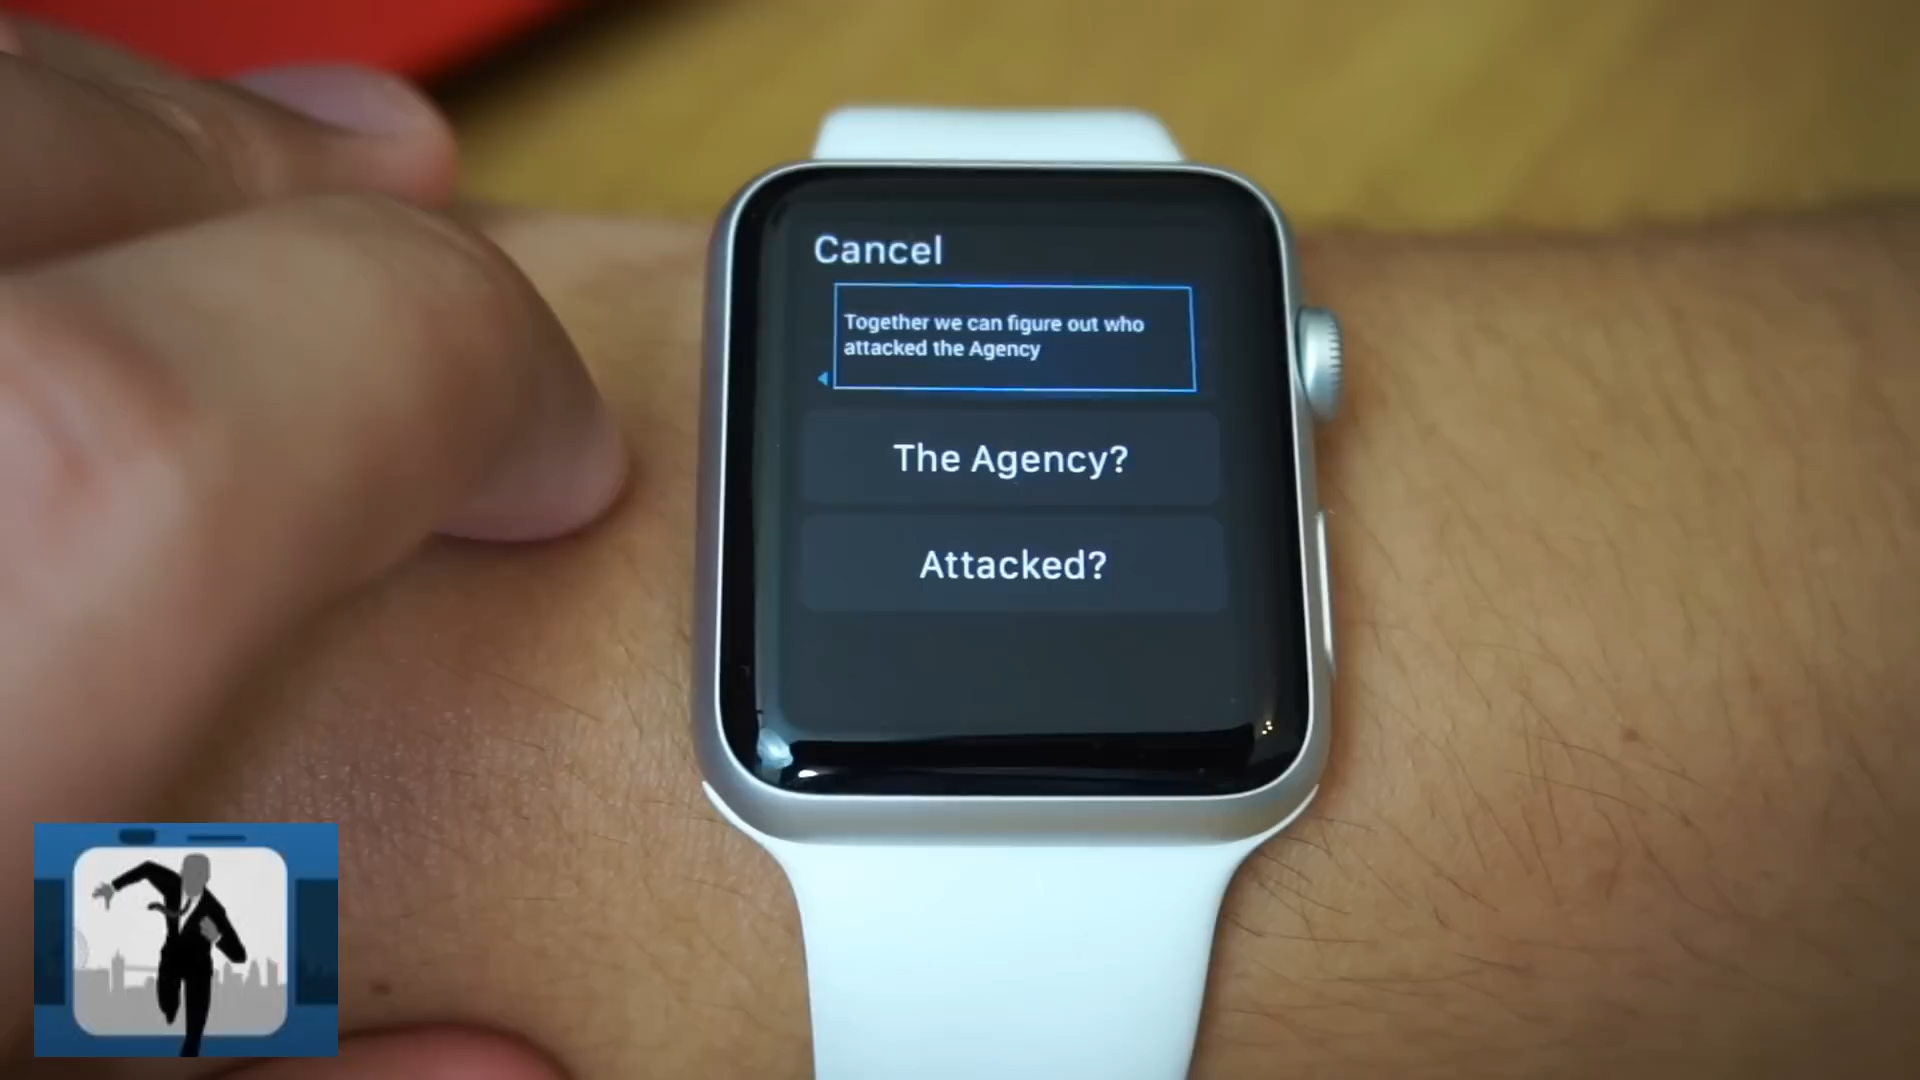 Cancel
Together we can figure out who
attacked the Agency
The Agency?
Attacked?